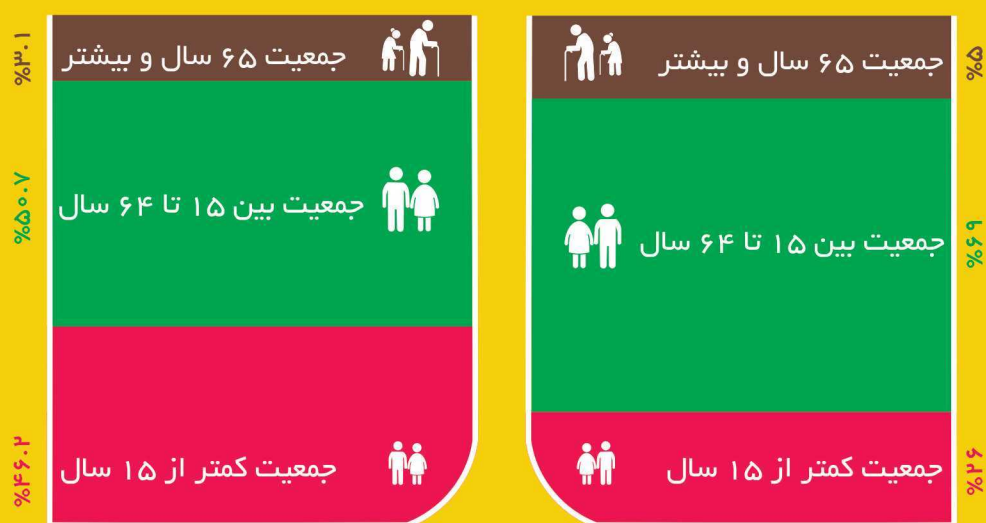 جمعیت ۶۵ سال و بیشتر
%۵
جمعیت بین ۱۵ تا ۶۴ سال
%۶۹
جمعیت کمتر از ۱۵ سال
%۲۶
جمعیت ۶۵ سال و بیشتر
%۳.۱
جمعیت بین ۱۵ تا ۶۴ سال
%۵۰.۷
جمعیت کمتر از ۱۵ سال
%۴۶.۲